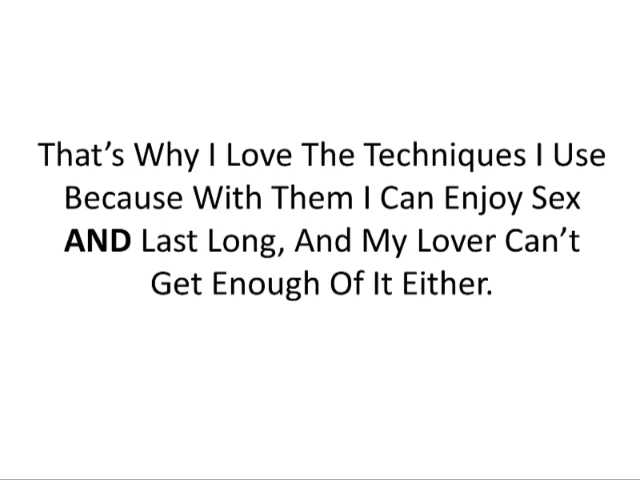 That’s Why I Love The Techniques I Use
Because With Them I Can Enjoy Sex
AND Last Long, And My Lover Can’t
Get Enough Of It Either.